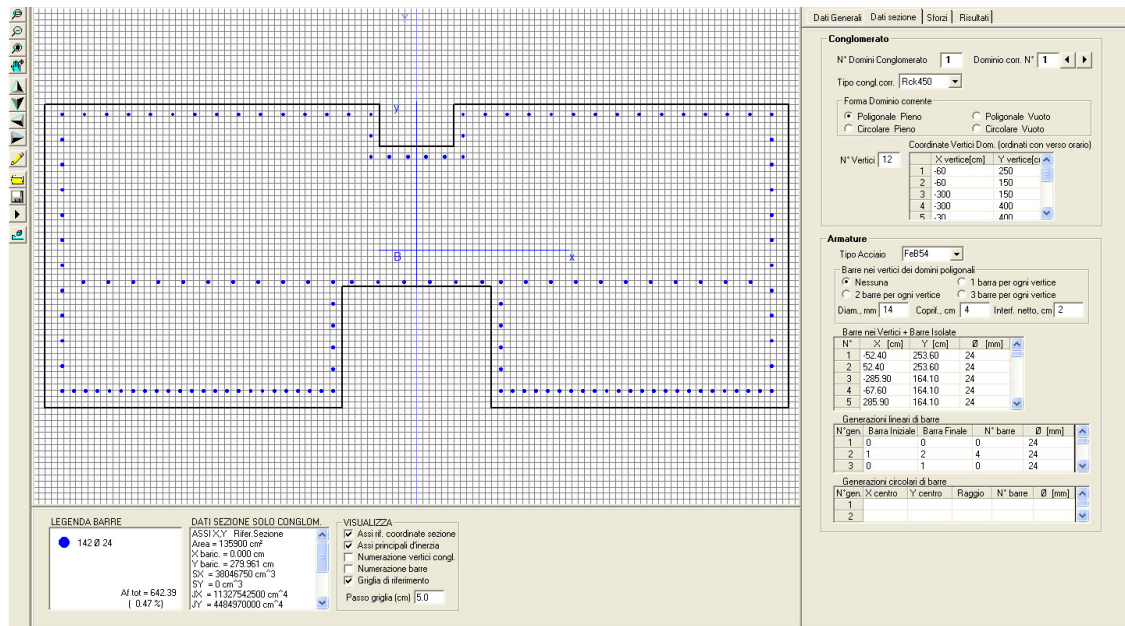 Dati Generali Dati sezione Sforzi Risultati
Conglomerato
N° Domini Conglomerato 1 Dominio corr. N° 1
Tipo congl.corr. Rck450
Forma Dominio corrente
Poligonale Pieno Poligonale Vuoto
Circolare Pieno Circolare Vuoto
Coordinate Vertici Dom. (ordinati con verso orario)
N° Vertici 12
X vertice[cm] Y vertice[c
1 -60 250
2 -60 150
3 -300 150
4 -300 400
5 -30 400
Armature
Tipo Acciaio FeB54
Barre nei vertici dei domini poligonali
Nessuna 1 barra per ogni vertice
2 barre per ogni vertice 3 barre per ogni vertice
Diam., mm 14 Coprif., cm 4 Interf. netto, cm 2
Barre nei Vertici + Barre Isolate
N° X [cm] Y [cm] Ø [mm]
1 -52.40 253.60 24
2 52.40 253.60 24
3 -285.90 164.10 24
4 -67.60 164.10 24
5 285.90 164.10 24
Generazioni lineari di barre
N°gen. Barra Iniziale Barra Finale N° barre Ø [mm]
1 0 0 0 24
2 1 2 4 24
3 0 1 0 24
Generazioni circolari di barre
N°gen. X centro Y centro Raggio N° barre Ø [mm]
1
2
y
B
x
LEGENDA BARRE
142 Ø 24
Af tot = 642.39
( 0.47 %)
DATI SEZIONE SOLO CONGLOM.
ASSI X,Y Rifer.Sezione
Area = 135900 cm²
X baric. = 0.000 cm
Y baric. = 279.961 cm
SX = 38046750 cm^3
SY = 0 cm^3
JX = 11327542500 cm^4
JY = 4484970000 cm^4
VISUALIZZA
Assi rif. coordinate sezione
Assi principali d'inerzia
Numerazione vertici congl.
Numerazione barre
Griglia di riferimento
Passo griglia (cm) 5.0